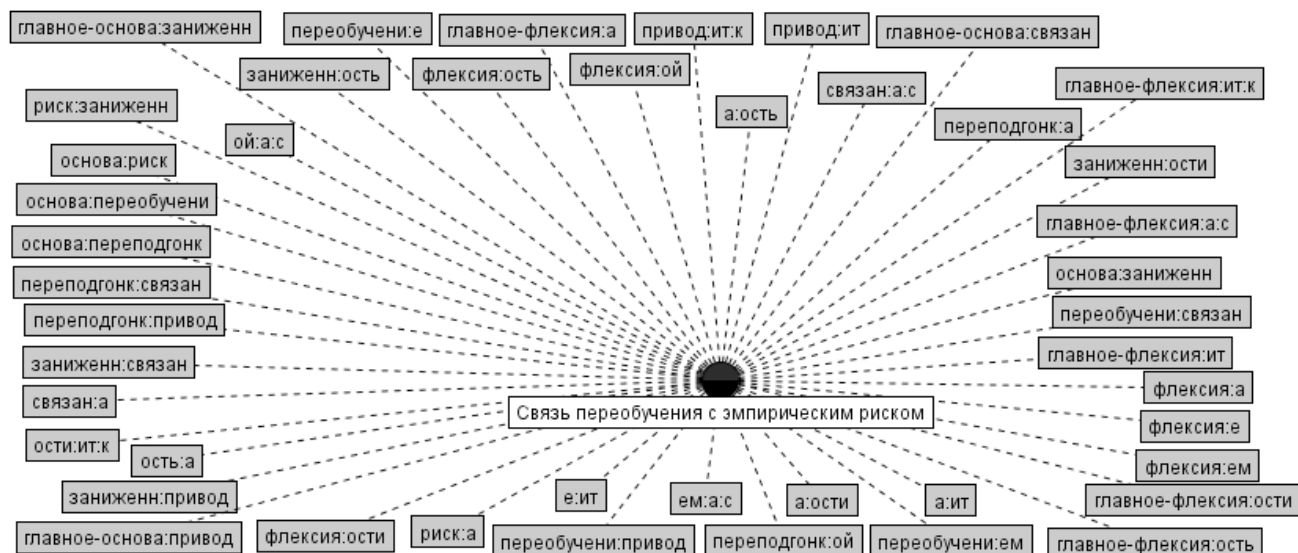 главное-основа:заниженн
переобучени:е
главное-флексия:а
привод:ит:к
привод:ит
главное-основа:связан
заниженн:ость
флексия:ость
флексия:ой
связан:а:с
главное-флексия:ит:к
риск:заниженн
ой:а:с
а:ость
переподгонк:а
основа:риск
заниженн:ости
основа:переобучени
главное-флексия:а:с
основа:переподгонк
основа:заниженн
переподгонк:связан
переобучени:связан
переподгонк:привод
главное-флексия:ит
заниженн:связан
флексия:а
связан:а
Связь переобучения с эмпирическим риском
флексия:е
ости:ит:к
ость:а
флексия:ем
заниженн:привод
е:ит
ем:а:с
а:ости
а:ит
главное-флексия:ости
главное-основа:привод
флексия:ости
риск:а
переобучени:привод
переподгонк:ой
переобучени:ем
главное-флексия:ость